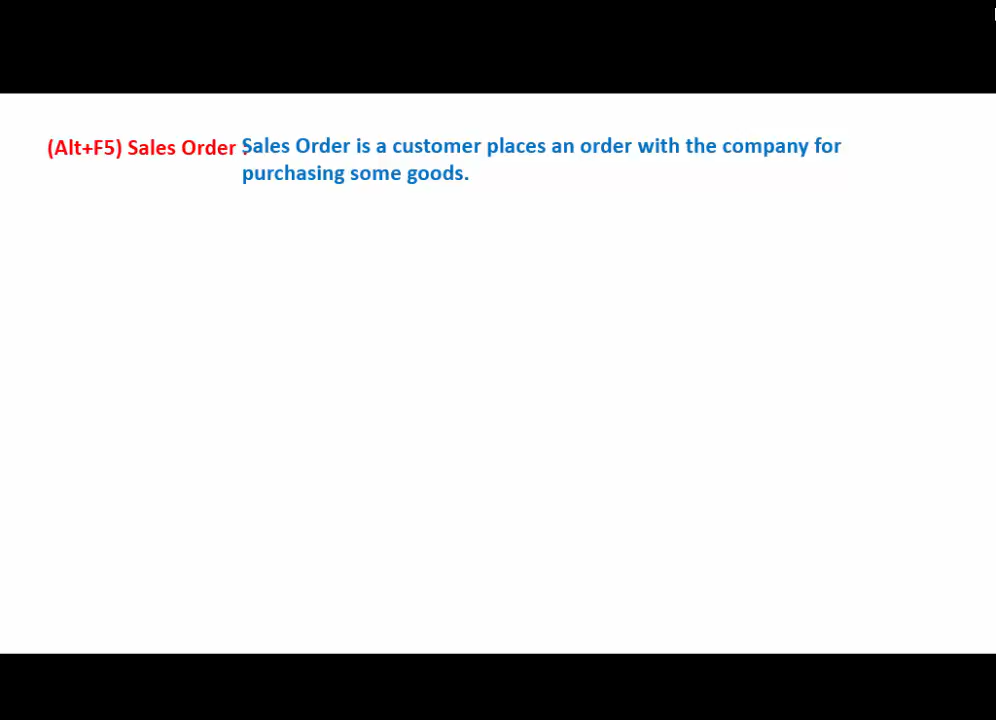 (Alt+F5) Sales Order : Sales Order is a customer places an order with the company for
purchasing some goods.